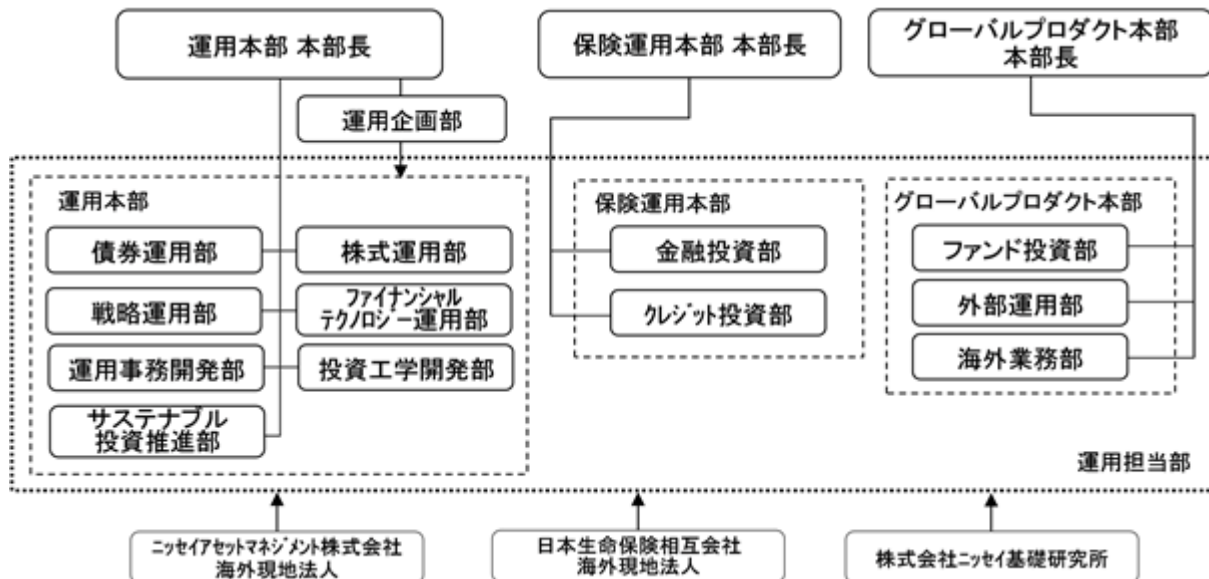 運用本部 本部長
保険運用本部 本部長
グローバルプロダクト本部
本部長
運用企画部
運用本部
債券運用部
株式運用部
戦略運用部
ファイナンシャル
テクノロジー運用部
運用事務開発部
投資工学開発部
サステナブル
投資推進部
保険運用本部
金融投資部
クレジット投資部
グローバルプロダクト本部
ファンド投資部
外部運用部
海外業務部
運用担当部
ニッセイアセットマネジメント株式会社
海外現地法人
日本生命保険相互会社
海外現地法人
株式会社ニッセイ基礎研究所